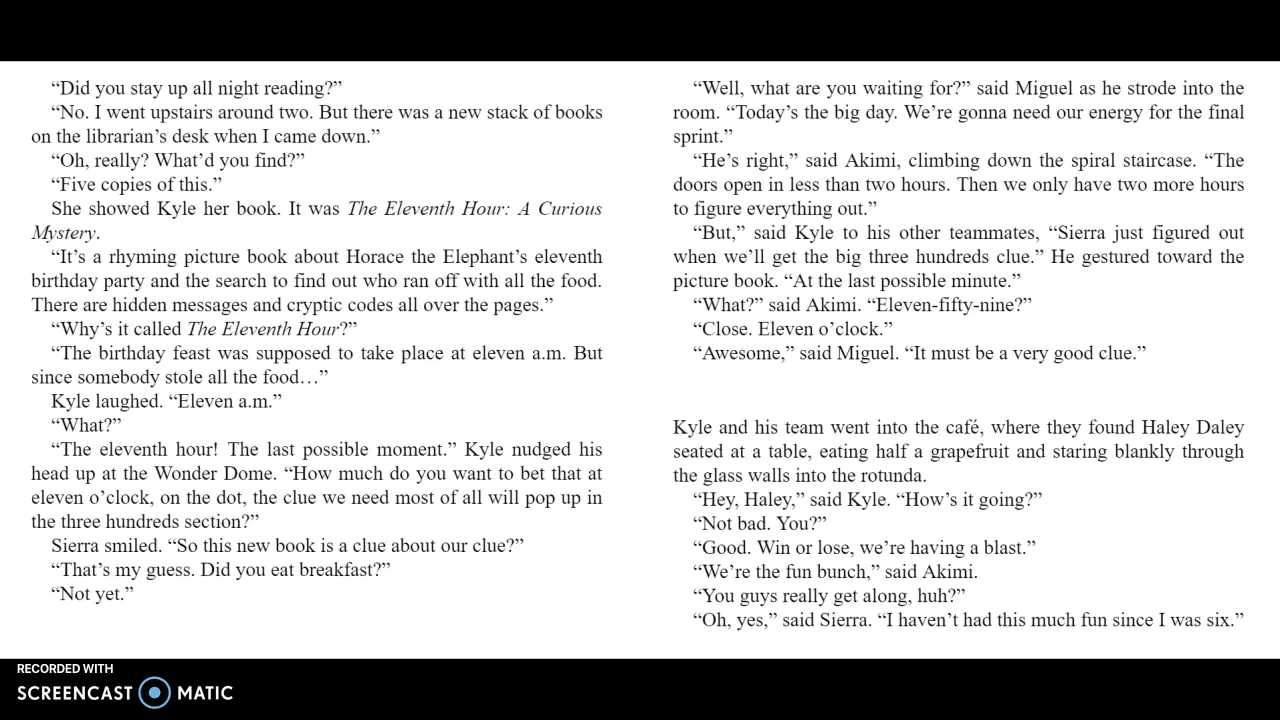 “Did you stay up all night reading?”
“No. I went upstairs around two. But there was a new stack of books
on the librarian’s desk when I came down.”
“Oh, really? What’d you find?”
“Five copies of this.”
She showed Kyle her book. It was The Eleventh Hour: A Curious
Mystery.
“It’s a rhyming picture book about Horace the Elephant’s eleventh
birthday party and the search to find out who ran off with all the food.
There are hidden messages and cryptic codes all over the pages.”
“Why’s it called The Eleventh Hour?”
“The birthday feast was supposed to take place at eleven a.m. But
since somebody stole all the food…”
Kyle laughed. “Eleven a.m.”
“What?”
“The eleventh hour! The last possible moment.” Kyle nudged his
head up at the Wonder Dome. “How much do you want to bet that at
eleven o’clock, on the dot, the clue we need most of all will pop up in
the three hundreds section?”
Sierra smiled. “So this new book is a clue about our clue?”
“That’s my guess. Did you eat breakfast?”
“Not yet.”
“Well, what are you waiting for?” said Miguel as he strode into the
room. “Today’s the big day. We’re gonna need our energy for the final
sprint.”
“He’s right,” said Akimi, climbing down the spiral staircase. “The
doors open in less than two hours. Then we only have two more hours
to figure everything out.”
“But,” said Kyle to his other teammates, “Sierra just figured out
when we’ll get the big three hundreds clue.” He gestured toward the
picture book. “At the last possible minute.”
“What?” said Akimi. “Eleven-fifty-nine?”
“Close. Eleven o’clock.”
“Awesome,” said Miguel. “It must be a very good clue.”
Kyle and his team went into the café, where they found Haley Daley
seated at a table, eating half a grapefruit and staring blankly through
the glass walls into the rotunda.
“Hey, Haley,” said Kyle. “How’s it going?”
“Not bad. You?”
“Good. Win or lose, we’re having a blast.”
“We’re the fun bunch,” said Akimi.
“You guys really get along, huh?”
“Oh, yes,” said Sierra. “I haven’t had this much fun since I was six.”
RECORDED WITH
SCREENCAST MATIC